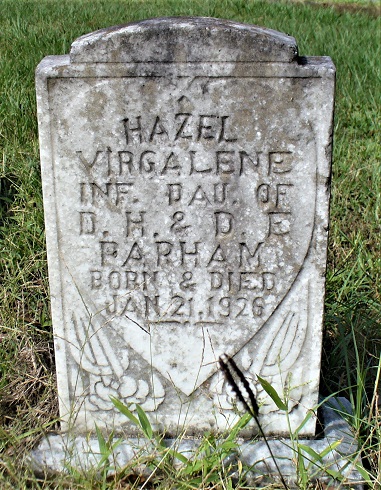 HAZEL
VIRGALENE
INF. DAU. OF
D. H. & D. E
PARHAM
BORN & DIED
JAN. 21, 1926